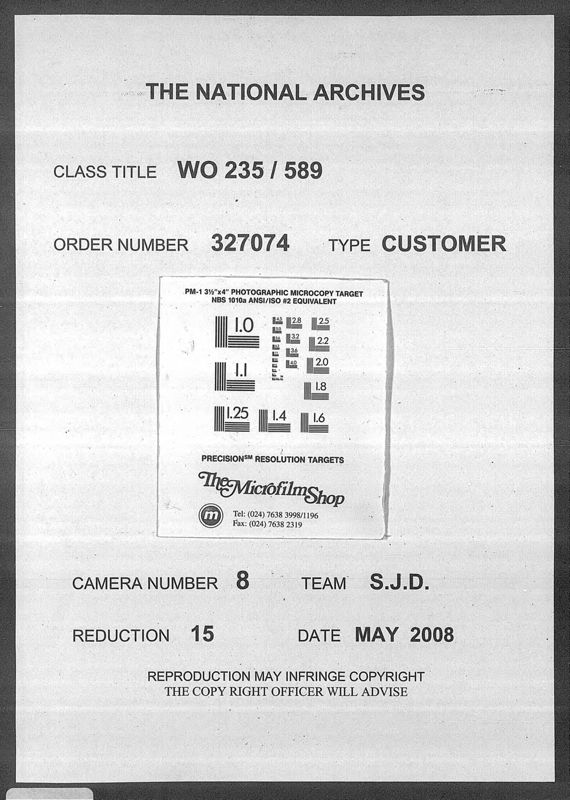 THE NATIONAL ARCHIVES
CLASS TITLE WO 235 / 589
ORDER NUMBER 327074 TYPE CUSTOMER
PM-1 3½"x4" PHOTOGRAPHIC MICROCOPY TARGET
NBS 1010a ANSI/ISO #2 EQUIVALENT
1.0 2.8 2.5
3.2 2.2
3.6
1.1 4.0 2.0
1.8
1.25 1.4 1.6
PRECISION℠ RESOLUTION TARGETS
The Microfilm Shop
m Tel: (024) 7638 3998/1196
Fax: (024) 7638 2319
CAMERA NUMBER 8 TEAM S.J.D.
REDUCTION 15 DATE MAY 2008
REPRODUCTION MAY INFRINGE COPYRIGHT
THE COPY RIGHT OFFICER WILL ADVISE